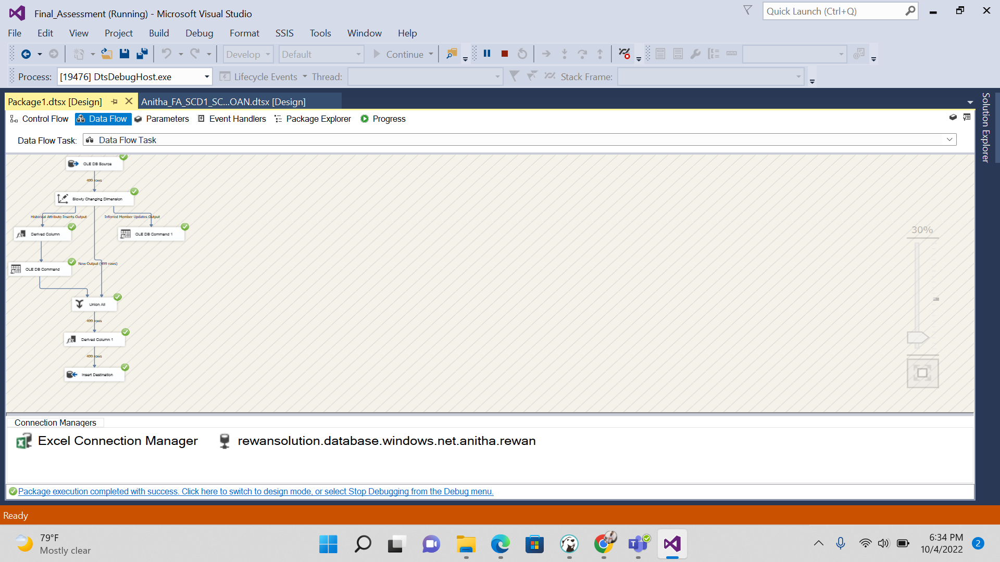 Final_Assessment (Running) - Microsoft Visual Studio
Quick Launch (Ctrl+Q)
File Edit View Project Build Debug Format SSIS Tools Window Help
Develop Default Continue
Process: [19476] DtsDebugHost.exe Lifecycle Events Thread: Stack Frame:
Package1.dtsx [Design] Anitha_FA_SCD1_SC...OAN.dtsx [Design]
Solution Explorer
Control Flow Data Flow Parameters Event Handlers Package Explorer Progress
Data Flow Task: Data Flow Task
OLE DB Source
499 rows
Slowly Changing Dimension
Historical Attribute Inserts Output Inferred Member Updates Output
Derived Column OLE DB Command 1
30%
New Output (499 rows)
OLE DB Command
Union All
499 rows
Derived Column 1
499 rows
Insert Destination
Connection Managers
Excel Connection Manager rewansolution.database.windows.net.anitha.rewan
Package execution completed with success. Click here to switch to design mode, or select Stop Debugging from the Debug menu.
Ready
79°F
Mostly clear
6:34 PM
10/4/2022
2